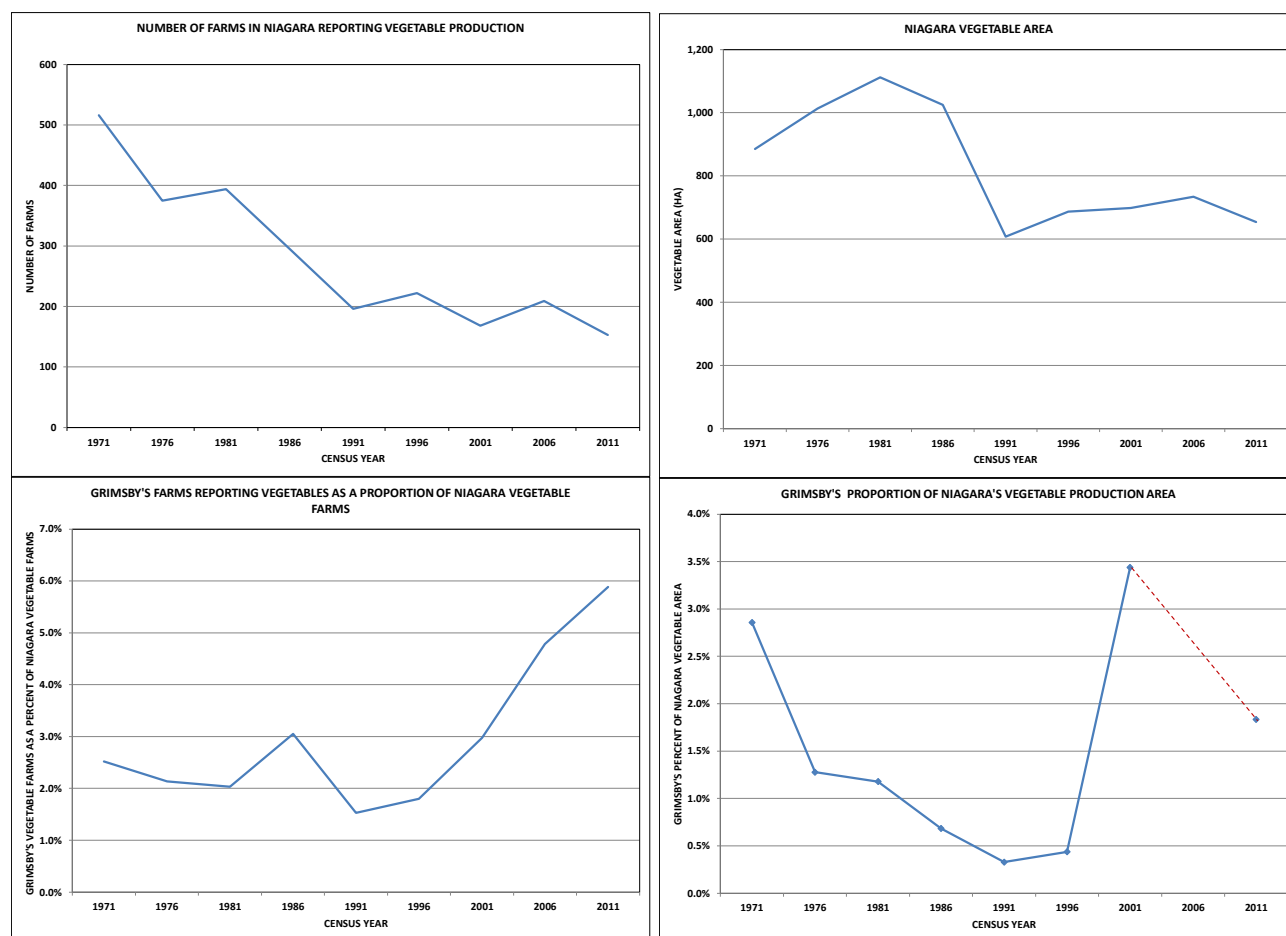 NUMBER OF FARMS IN NIAGARA REPORTING VEGETABLE PRODUCTION
NUMBER OF FARMS
600
500
400
300
200
100
0
1971 1976 1981 1986 1991 1996 2001 2006 2011
CENSUS YEAR
NIAGARA VEGETABLE AREA
VEGETABLE AREA (HA)
1,200
1,000
800
600
400
200
0
1971 1976 1981 1986 1991 1996 2001 2006 2011
CENSUS YEAR
GRIMSBY'S FARMS REPORTING VEGETABLES AS A PROPORTION OF NIAGARA VEGETABLE
FARMS
GRIMSBY'S VEGETABLE FARMS AS A PERCENT OF NIAGARA VEGETABLE FARMS
7.0%
6.0%
5.0%
4.0%
3.0%
2.0%
1.0%
0.0%
1971 1976 1981 1986 1991 1996 2001 2006 2011
CENSUS YEAR
GRIMSBY'S PROPORTION OF NIAGARA'S VEGETABLE PRODUCTION AREA
GRIMSBY'S PERCENT OF NIAGARA VEGETABLE AREA
4.0%
3.5%
3.0%
2.5%
2.0%
1.5%
1.0%
0.5%
0.0%
1971 1976 1981 1986 1991 1996 2001 2006 2011
CENSUS YEAR